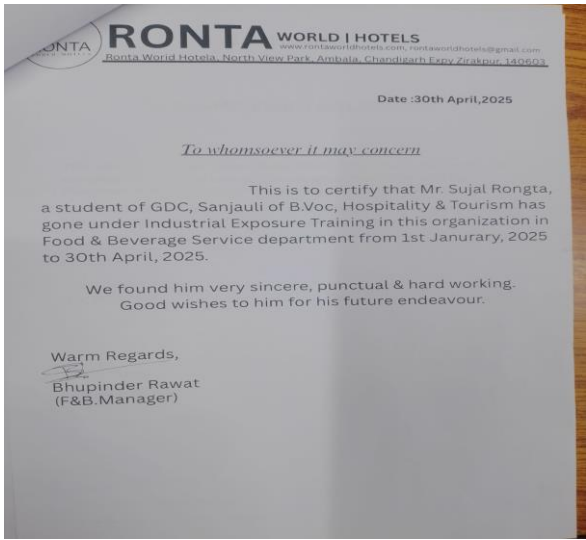 ONTA
RONTA WORLD | HOTELS
www.rontaworldhotels.com, rontaworldhotels@gmail.com
Ronta World Hotela, North View Park, Ambala, Chandigarh Expy Zirakpur, 140603
Date :30th April,2025
To whomsoever it may concern
This is to certify that Mr. Sujal Rongta,
a student of GDC, Sanjauli of B.Voc, Hospitality & Tourism has
gone under Industrial Exposure Training in this organization in
Food & Beverage Service department from 1st Janurary, 2025
to 30th April, 2025.
We found him very sincere, punctual & hard working.
Good wishes to him for his future endeavour.
Warm Regards,
Bhupinder Rawat
(F&B.Manager)